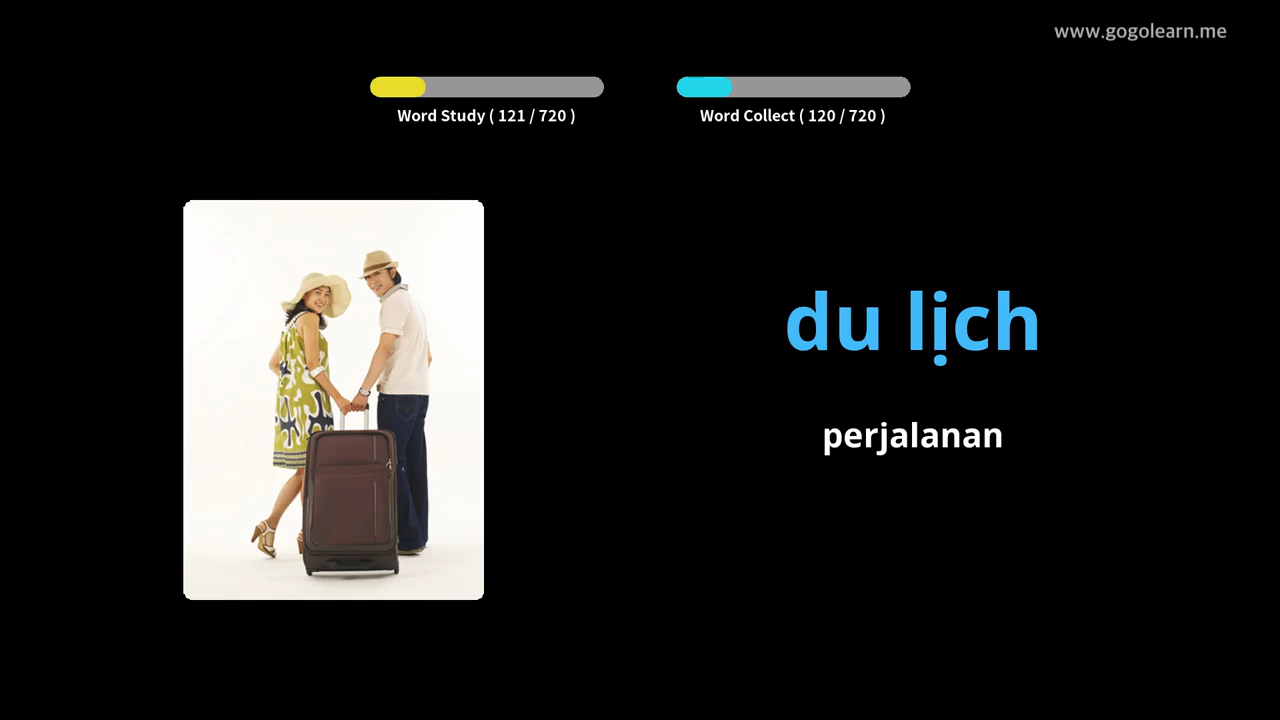 www.gogolearn.me
Word Study ( 121 / 720 )
Word Collect ( 120 / 720 )
du lịch
perjalanan